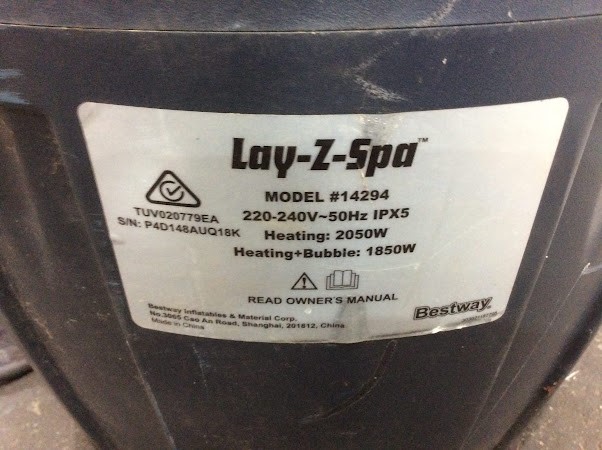 Lay-Z-Spa™
MODEL #14294
220-240V~50Hz IPX5
Heating: 2050W
Heating+Bubble: 1850W
TUV020779EA
S/N: P4D148AUQ18K
READ OWNER'S MANUAL
Bestway Inflatables & Material Corp.
No.3065 Cao An Road, Shanghai, 201812, China
Made in China
Bestway